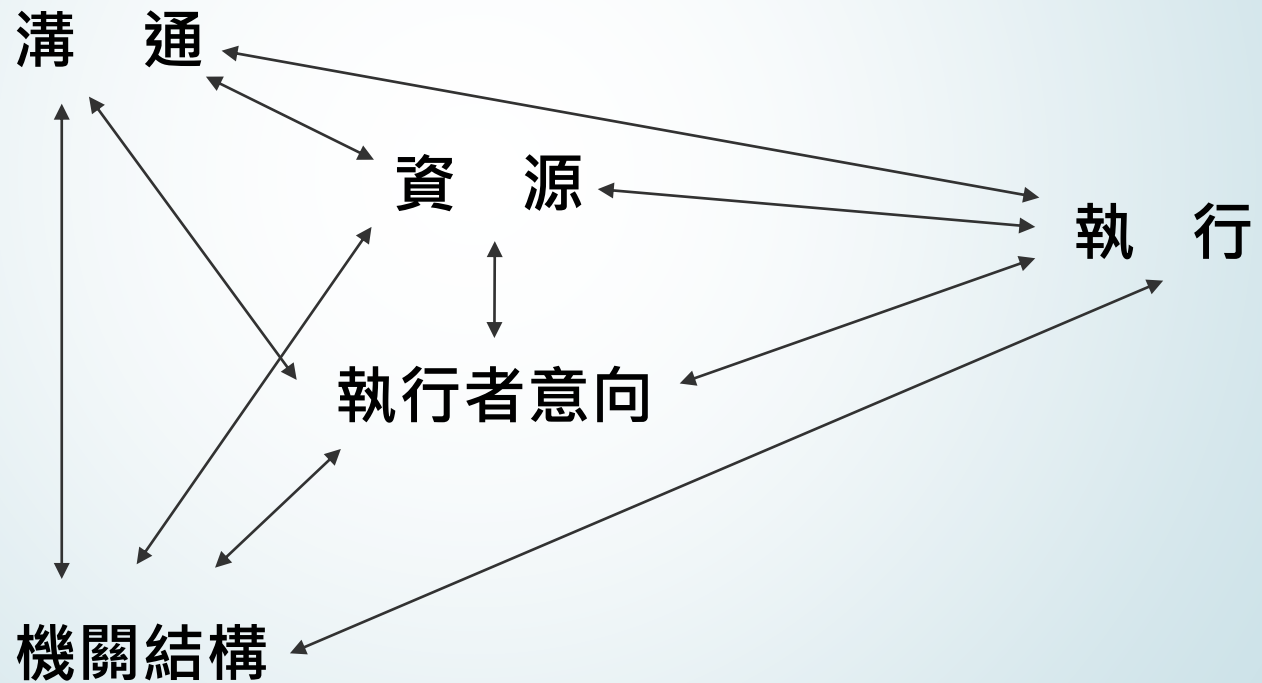 溝　通
資　源
執　行
執行者意向
機關結構